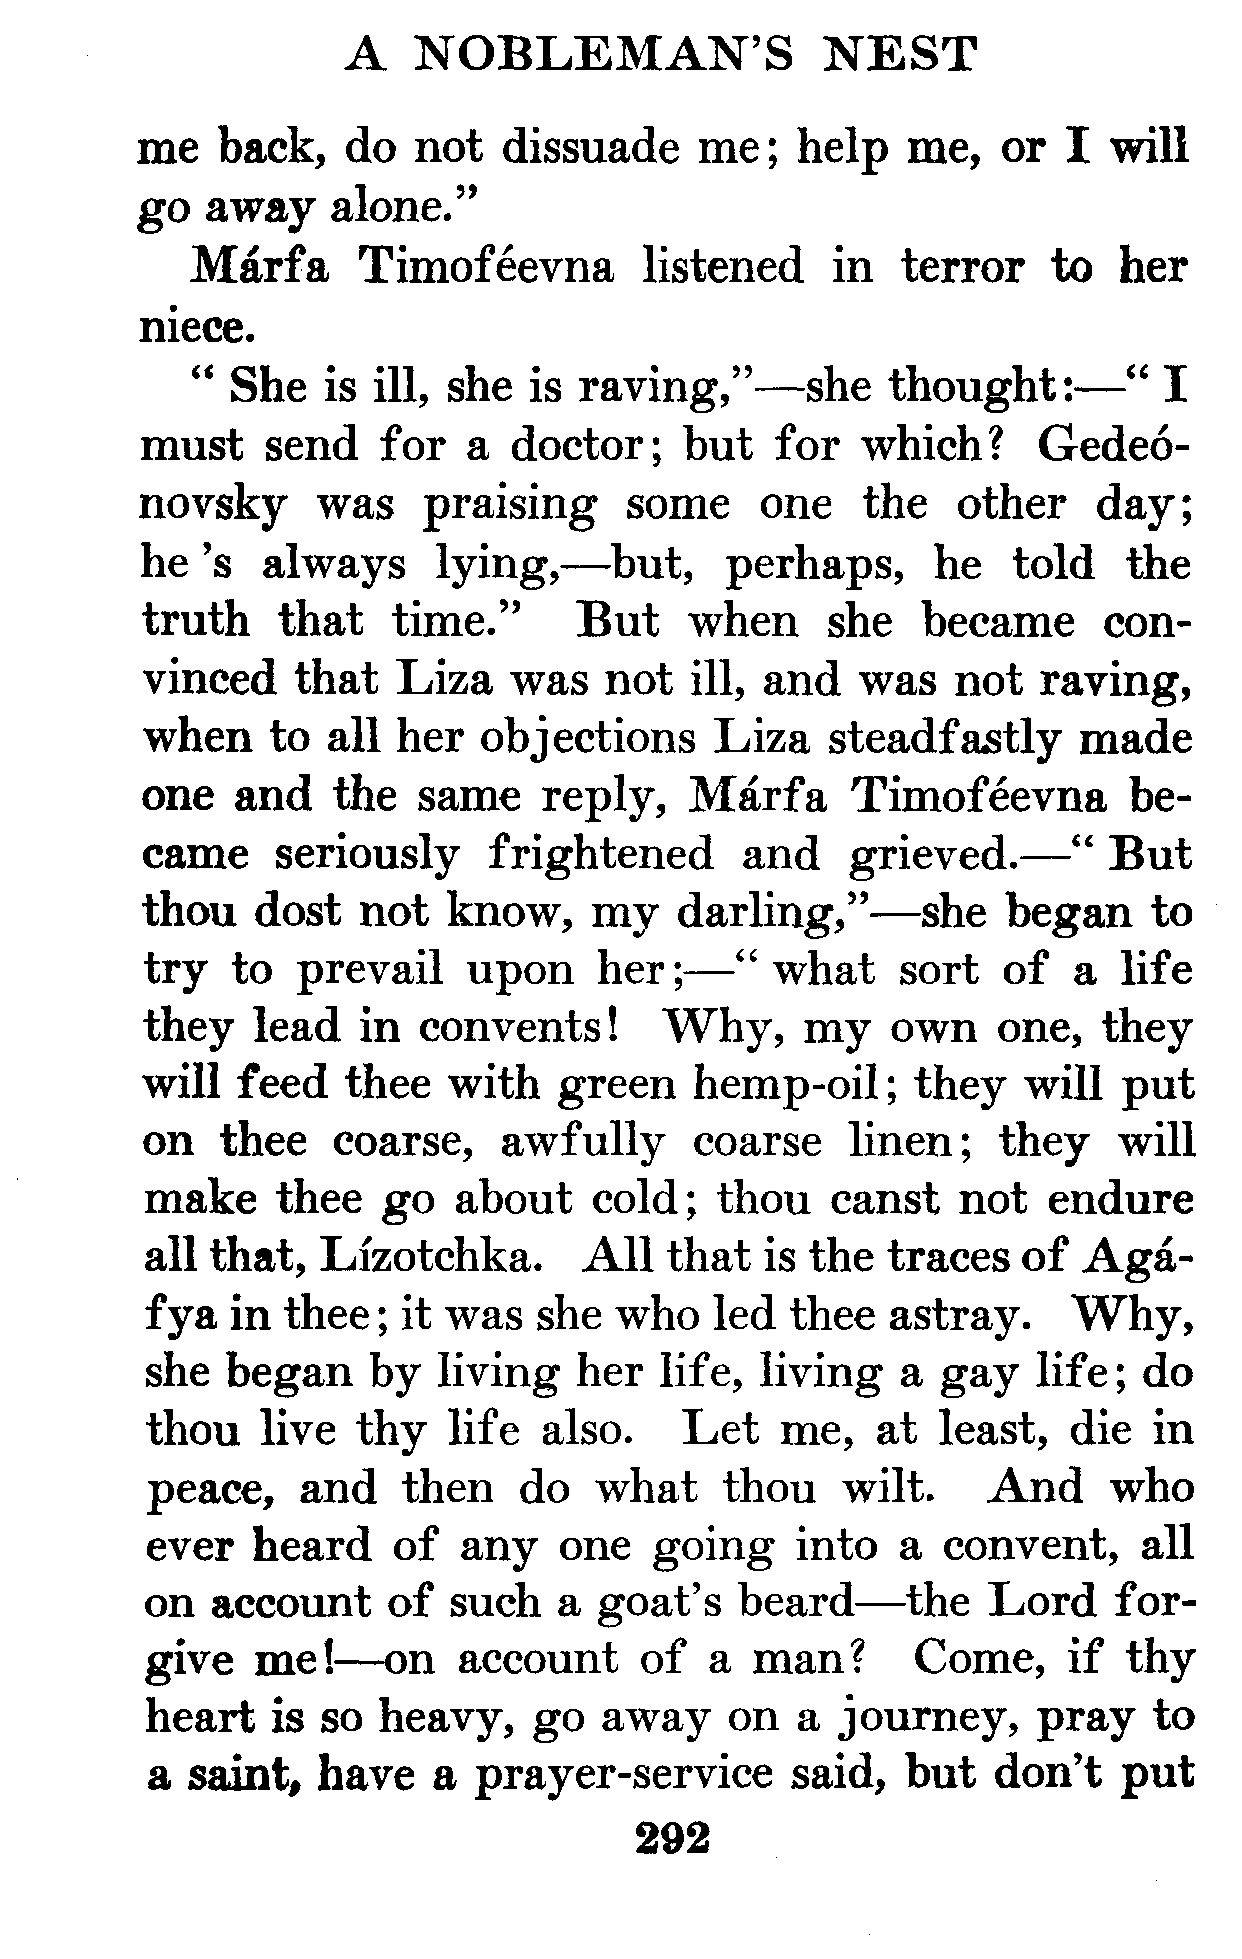 A NOBLEMAN'S NEST
me back, do not dissuade me; help me, or I will
go away alone."
Márfa Timoféevna listened in terror to her
niece.
" She is ill, she is raving,"—she thought:—" I
must send for a doctor; but for which? Gedeó-
novsky was praising some one the other day;
he 's always lying,—but, perhaps, he told the
truth that time." But when she became con-
vinced that Liza was not ill, and was not raving,
when to all her objections Liza steadfastly made
one and the same reply, Márfa Timoféevna be-
came seriously frightened and grieved.—" But
thou dost not know, my darling,"—she began to
try to prevail upon her;—" what sort of a life
they lead in convents! Why, my own one, they
will feed thee with green hemp-oil; they will put
on thee coarse, awfully coarse linen; they will
make thee go about cold; thou canst not endure
all that, Lízotchka. All that is the traces of Agá-
fya in thee; it was she who led thee astray. Why,
she began by living her life, living a gay life; do
thou live thy life also. Let me, at least, die in
peace, and then do what thou wilt. And who
ever heard of any one going into a convent, all
on account of such a goat's beard—the Lord for-
give me!—on account of a man? Come, if thy
heart is so heavy, go away on a journey, pray to
a saint, have a prayer-service said, but don't put
292